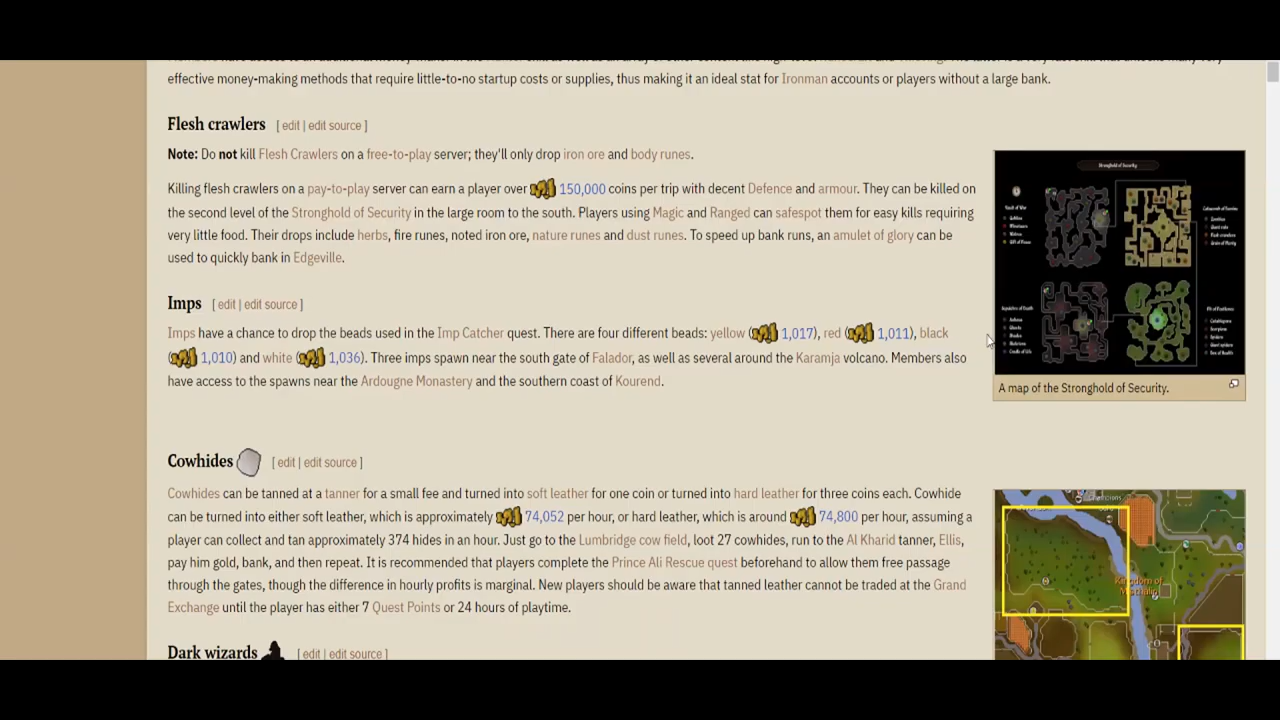 effective money-making methods that require little-to-no startup costs or supplies, thus making it an ideal stat for Ironman accounts or players without a large bank.
Flesh crawlers [ edit | edit source ]
Note: Do not kill Flesh Crawlers on a free-to-play server; they'll only drop iron ore and body runes.
Killing flesh crawlers on a pay-to-play server can earn a player over 150,000 coins per trip with decent Defence and armour. They can be killed on
the second level of the Stronghold of Security in the large room to the south. Players using Magic and Ranged can safespot them for easy kills requiring
very little food. Their drops include herbs, fire runes, noted iron ore, nature runes and dust runes. To speed up bank runs, an amulet of glory can be
used to quickly bank in Edgeville.
Stronghold of Security
A map of the Stronghold of Security.
Imps [ edit | edit source ]
Imps have a chance to drop the beads used in the Imp Catcher quest. There are four different beads: yellow ( 1,017), red ( 1,011), black
( 1,010) and white ( 1,036). Three imps spawn near the south gate of Falador, as well as several around the Karamja volcano. Members also
have access to the spawns near the Ardougne Monastery and the southern coast of Kourend.
Cowhides [ edit | edit source ]
Cowhides can be tanned at a tanner for a small fee and turned into soft leather for one coin or turned into hard leather for three coins each. Cowhide
can be turned into either soft leather, which is approximately 74,052 per hour, or hard leather, which is around 74,800 per hour, assuming a
player can collect and tan approximately 374 hides in an hour. Just go to the Lumbridge cow field, loot 27 cowhides, run to the Al Kharid tanner, Ellis,
pay him gold, bank, and then repeat. It is recommended that players complete the Prince Ali Rescue quest beforehand to allow them free passage
through the gates, though the difference in hourly profits is marginal. New players should be aware that tanned leather cannot be traded at the Grand
Exchange until the player has either 7 Quest Points or 24 hours of playtime.
Kingdom of
Misthalin
Dark wizards [ edit | edit source ]